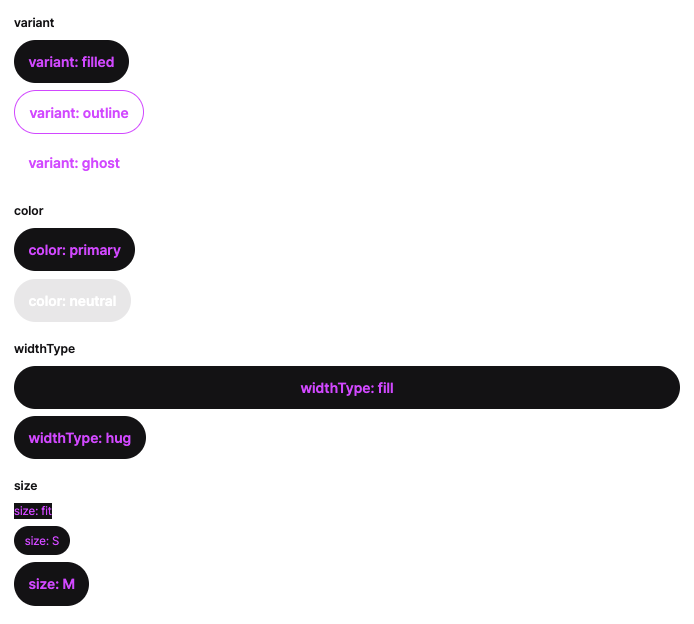 variant
variant: filled
variant: outline
variant: ghost
color
color: primary
color: neutral
widthType
widthType: fill
widthType: hug
size
size: fit
size: S
size: M